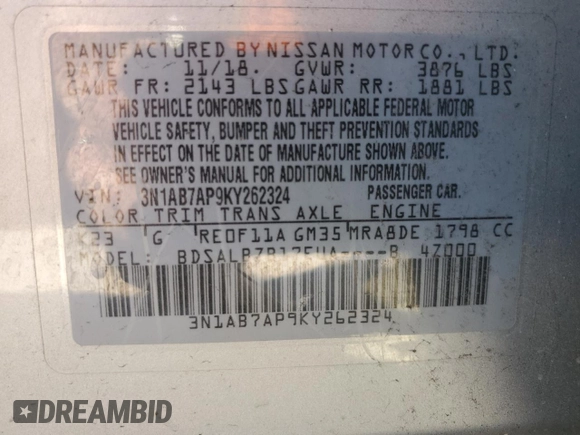 MANUFACTURED BY NISSAN MOTOR CO., LTD.
DATE: 11/18. GVWR: 3876 LBS
GAWR FR: 2143 LBS GAWR RR: 1881 LBS
THIS VEHICLE CONFORMS TO ALL APPLICABLE FEDERAL MOTOR
VEHICLE SAFETY, BUMPER AND THEFT PREVENTION STANDARDS
IN EFFECT ON THE DATE OF MANUFACTURE SHOWN ABOVE.
SEE OWNER'S MANUAL FOR ADDITIONAL INFORMATION.
VIN: 3N1AB7AP9KY262324 PASSENGER CAR.
COLOR TRIM TRANS AXLE ENGINE
K23 G RE0F11A GM35 MRA8DE 1798 CC
MODEL: BDSALBZB17EUA----B 4Z000
3N1AB7AP9KY262324
DREAMBID